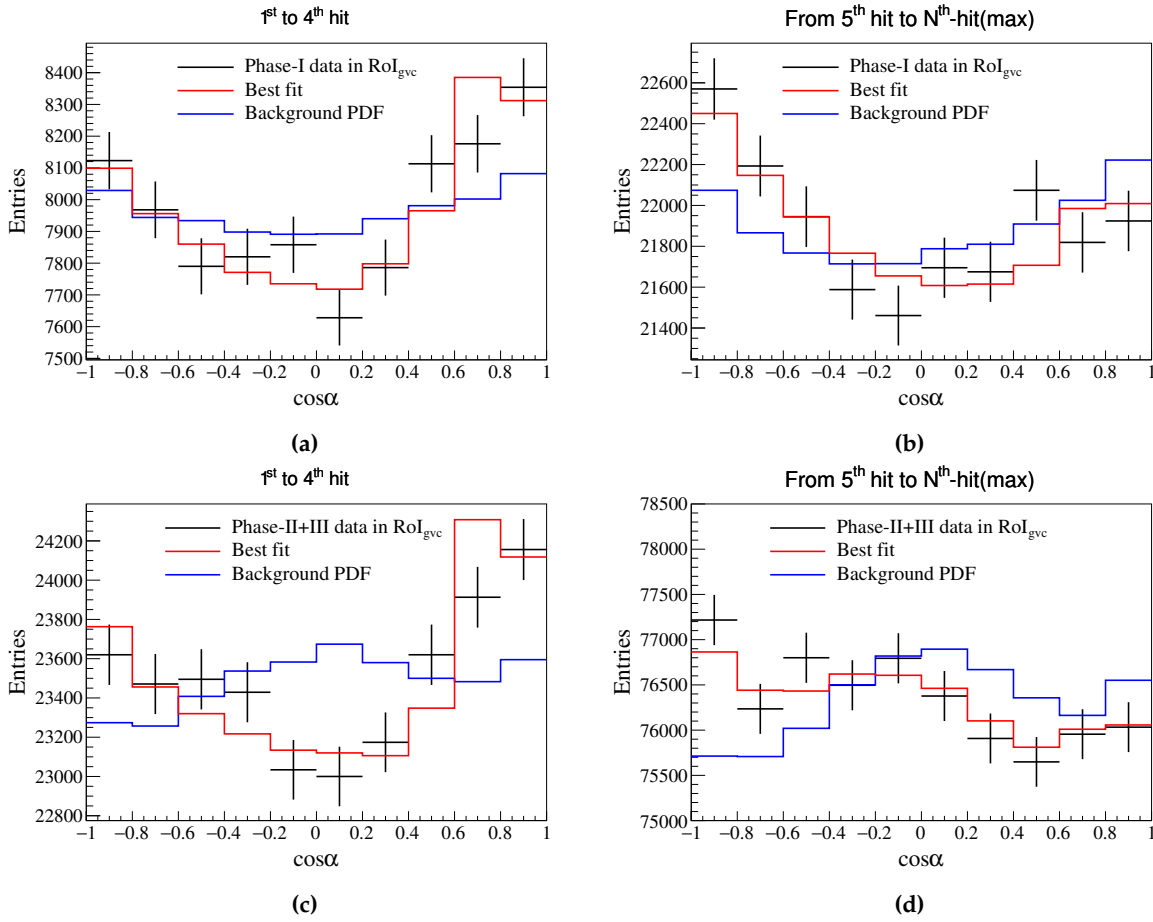 1st to 4th hit
Phase-I data in RoIgvc
Best fit
Background PDF
Entries
8400
8300
8200
8100
8000
7900
7800
7700
7600
7500
−1 −0.8 −0.6 −0.4 −0.2 0 0.2 0.4 0.6 0.8 1
cosα
(a)
From 5th hit to Nth-hit(max)
Phase-I data in RoIgvc
Best fit
Background PDF
Entries
22600
22400
22200
22000
21800
21600
21400
−1 −0.8 −0.6 −0.4 −0.2 0 0.2 0.4 0.6 0.8 1
cosα
(b)
1st to 4th hit
Phase-II+III data in RoIgvc
Best fit
Background PDF
Entries
24200
24000
23800
23600
23400
23200
23000
22800
−1 −0.8 −0.6 −0.4 −0.2 0 0.2 0.4 0.6 0.8 1
cosα
(c)
From 5th hit to Nth-hit(max)
Phase-II+III data in RoIgvc
Best fit
Background PDF
Entries
78500
78000
77500
77000
76500
76000
75500
75000
−1 −0.8 −0.6 −0.4 −0.2 0 0.2 0.4 0.6 0.8 1
cosα
(d)